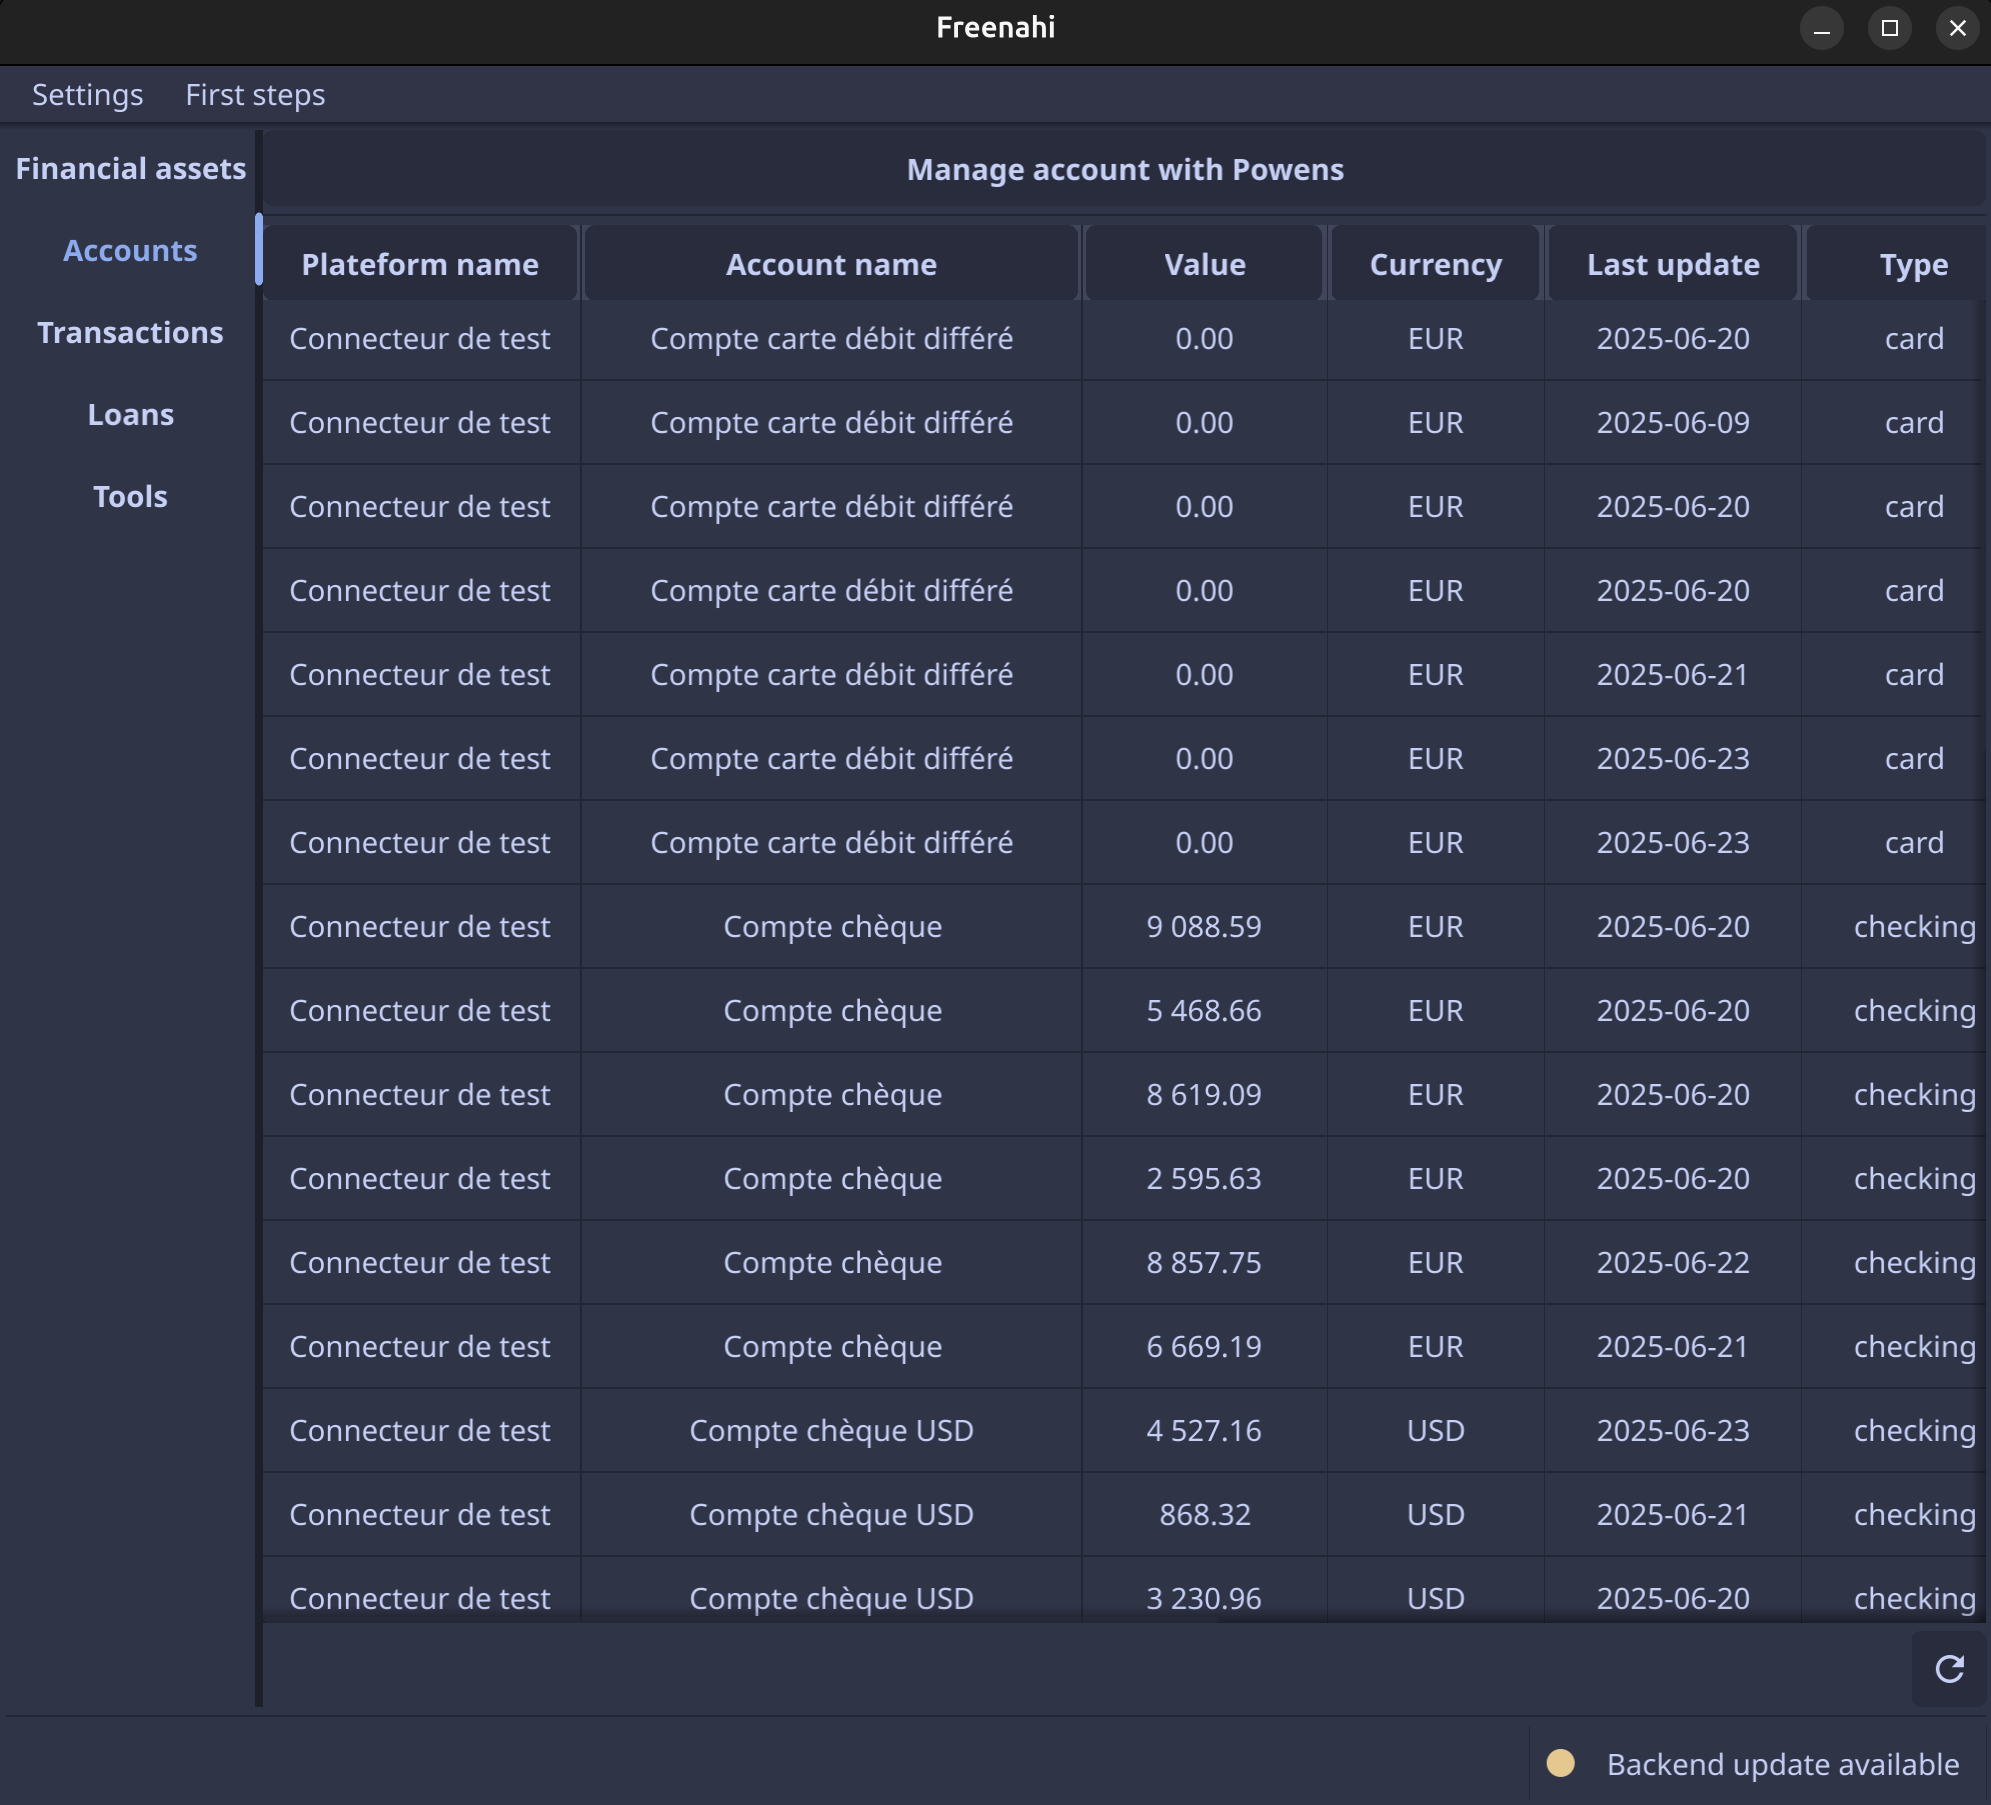 Freenahi
Settings First steps
Financial assets
Accounts
Transactions
Loans
Tools
Manage account with Powens
Plateform name Account name Value Currency Last update Type
Connecteur de test Compte carte débit différé 0.00 EUR 2025-06-20 card
Connecteur de test Compte carte débit différé 0.00 EUR 2025-06-09 card
Connecteur de test Compte carte débit différé 0.00 EUR 2025-06-20 card
Connecteur de test Compte carte débit différé 0.00 EUR 2025-06-20 card
Connecteur de test Compte carte débit différé 0.00 EUR 2025-06-21 card
Connecteur de test Compte carte débit différé 0.00 EUR 2025-06-23 card
Connecteur de test Compte carte débit différé 0.00 EUR 2025-06-23 card
Connecteur de test Compte chèque 9 088.59 EUR 2025-06-20 checking
Connecteur de test Compte chèque 5 468.66 EUR 2025-06-20 checking
Connecteur de test Compte chèque 8 619.09 EUR 2025-06-20 checking
Connecteur de test Compte chèque 2 595.63 EUR 2025-06-20 checking
Connecteur de test Compte chèque 8 857.75 EUR 2025-06-22 checking
Connecteur de test Compte chèque 6 669.19 EUR 2025-06-21 checking
Connecteur de test Compte chèque USD 4 527.16 USD 2025-06-23 checking
Connecteur de test Compte chèque USD 868.32 USD 2025-06-21 checking
Connecteur de test Compte chèque USD 3 230.96 USD 2025-06-20 checking
Backend update available